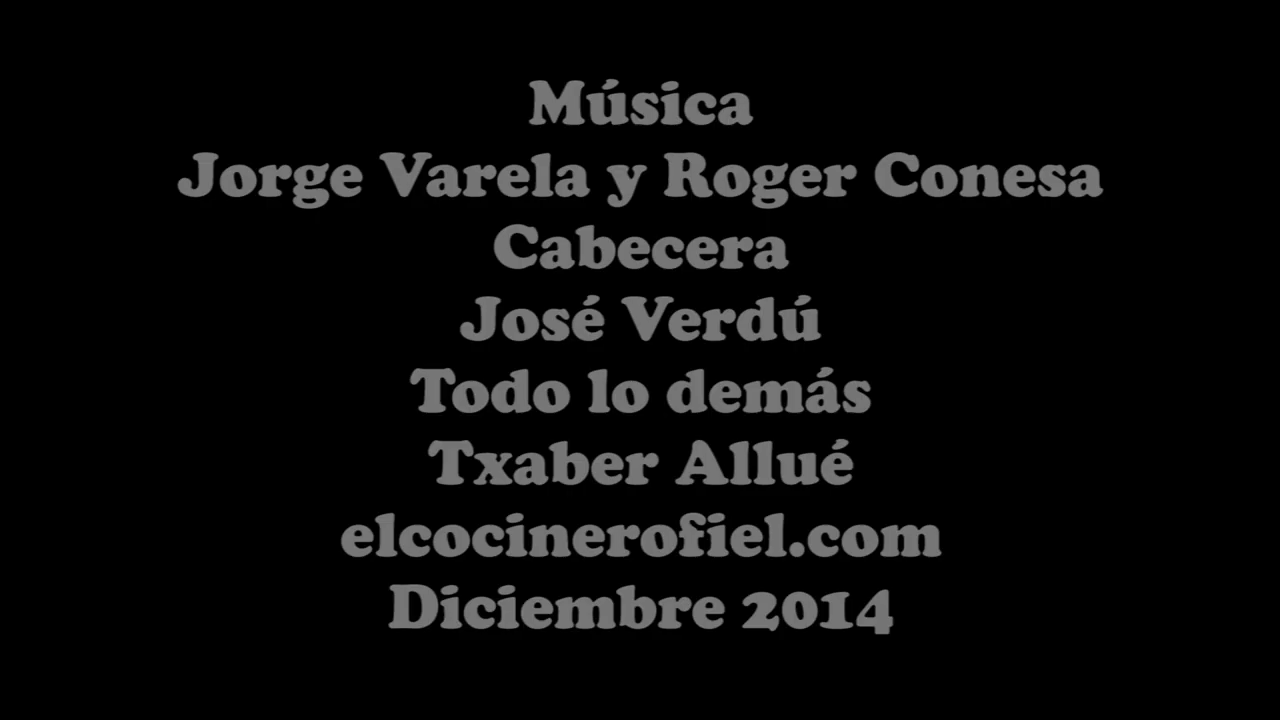 Música
Jorge Varela y Roger Conesa
Cabecera
José Verdú
Todo lo demás
Txaber Allué
elcocinerofiel.com
Diciembre 2014